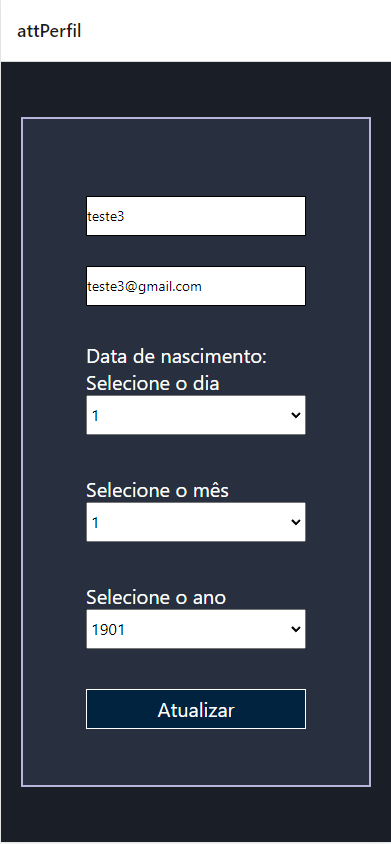 attPerfil
teste3
teste3@gmail.com
Data de nascimento:
Selecione o dia
1
Selecione o mês
1
Selecione o ano
1901
Atualizar